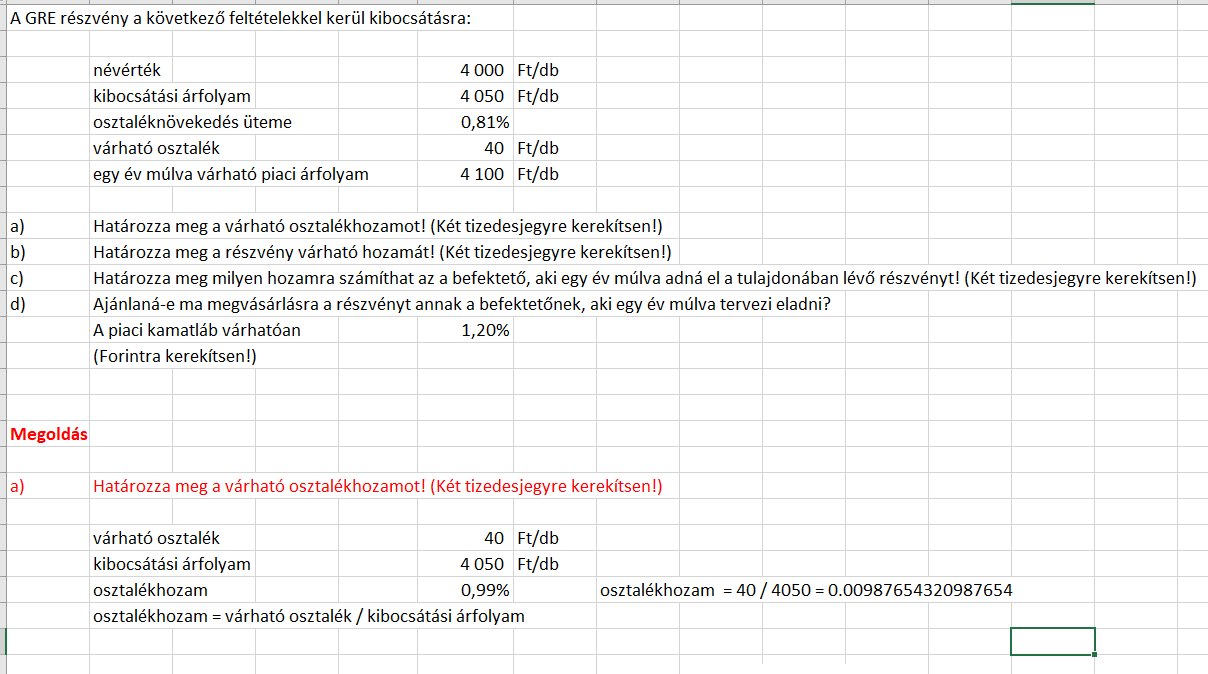 A GRE részvény a következő feltételekkel kerül kibocsátásra:
névérték 4 000 Ft/db
kibocsátási árfolyam 4 050 Ft/db
osztaléknövekedés üteme 0,81%
várható osztalék 40 Ft/db
egy év múlva várható piaci árfolyam 4 100 Ft/db
a) Határozza meg a várható osztalékhozamot! (Két tizedesjegyre kerekítsen!)
b) Határozza meg a részvény várható hozamát! (Két tizedesjegyre kerekítsen!)
c) Határozza meg milyen hozamra számíthat az a befektető, aki egy év múlva adná el a tulajdonában lévő részvényt! (Két tizedesjegyre kerekítsen!)
d) Ajánlaná-e ma megvásárlásra a részvényt annak a befektetőnek, aki egy év múlva tervezi eladni?
A piaci kamatláb várhatóan 1,20%
(Forintra kerekítsen!)
Megoldás
a) Határozza meg a várható osztalékhozamot! (Két tizedesjegyre kerekítsen!)
várható osztalék 40 Ft/db
kibocsátási árfolyam 4 050 Ft/db
osztalékhozam 0,99% osztalékhozam = 40 / 4050 = 0.00987654320987654
osztalékhozam = várható osztalék / kibocsátási árfolyam